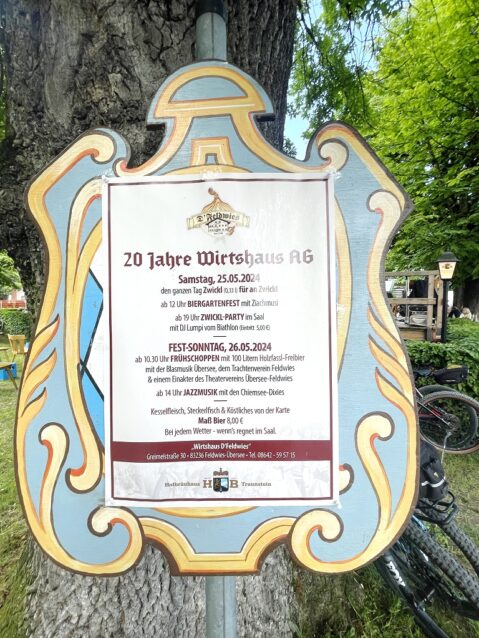 D'Feldwies
20 Jahre Wirtshaus AG
Samstag, 25.05.2024
den ganzen Tag Zwickl 0,33 l für an Zwickl
ab 12 Uhr BIERGARTENFEST mit Ziachmusi
ab 19 Uhr ZWICKL-PARTY im Saal
mit DJ Lumpi vom Biathlon (Eintritt: 5,00 €)
FEST-SONNTAG, 26.05.2024
ab 10.30 Uhr FRÜHSCHOPPEN mit 100 Litern Holzfassl-Freibier
mit der Blasmusik Übersee, dem Trachtenverein Feldwies
& einem Einakter des Theatervereins Übersee-Feldwies
ab 14 Uhr JAZZMUSIK mit den Chiemsee-Dixies
Kesselfleisch, Steckerlfisch & Köstliches von der Karte
Maß Bier 8,00 €
Bei jedem Wetter - wenn's regnet im Saal.
„Wirtshaus D'Feldwies"
Greimelstraße 30 • 83236 Feldwies-Übersee • Tel. 08642 - 59 57 15
Hofbräuhaus H B Traunstein